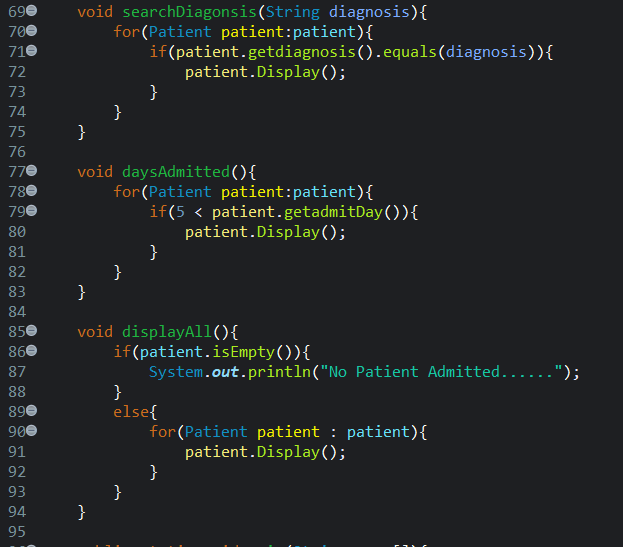 69 void searchDiagonsis(String diagnosis){
70 for(Patient patient:patient){
71 if(patient.getdiagnosis().equals(diagnosis)){
72 patient.Display();
73 }
74 }
75 }
76
77 void daysAdmitted(){
78 for(Patient patient:patient){
79 if(5 < patient.getadmitDay()){
80 patient.Display();
81 }
82 }
83 }
84
85 void displayAll(){
86 if(patient.isEmpty()){
87 System.out.println("No Patient Admitted......");
88 }
89 else{
90 for(Patient patient : patient){
91 patient.Display();
92 }
93 }
94 }
95